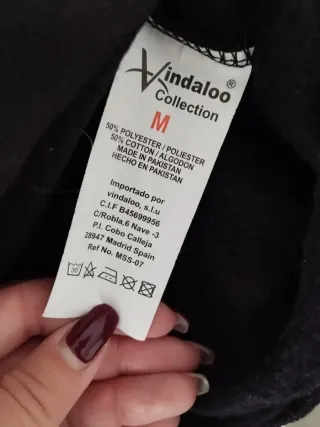 Vindaloo ®
Collection
M
50% POLYESTER / POLIESTER
50% COTTON / ALGODON
MADE IN PAKISTAN
HECHO EN PAKISTAN
Importado por
vindaloo, s.l.u
C.I.F B45699956
C/Robla,6 Nave -3
P.I. Cobo Calleja
28947 Madrid Spain
Ref No. MSS-07